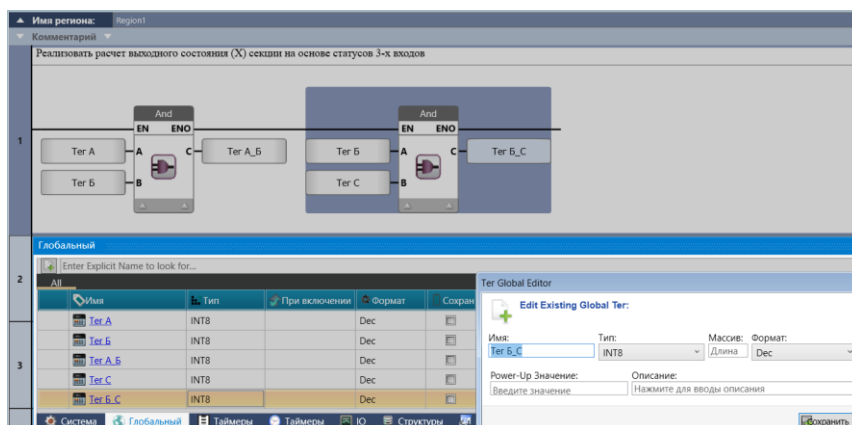 Имя региона: Region1
Комментарий
Реализовать расчет выходного состояния (X) секции на основе статусов 3-х входов
And And
EN ENO EN ENO
1
Тег А A C Тег А_Б Тег Б A C Тег Б_С
Тег Б B Тег С B
Глобальный
2
Enter Explicit Name to look for...
All
Имя Тип При включении Формат Сохран
Тег А INT8 Dec
Тег Б INT8 Dec
3
Тег А_Б INT8 Dec
Тег С INT8 Dec
Тег Б_С INT8 Dec
Система Глобальный Таймеры Таймеры IO Структуры
Тег Global Editor
Edit Existing Global Тег:
Имя: Тип: Массив: Формат:
Тег Б_С INT8 Длина Dec
Power-Up Значение: Описание:
Введите значение Нажмите для вводы описания
Сохранить